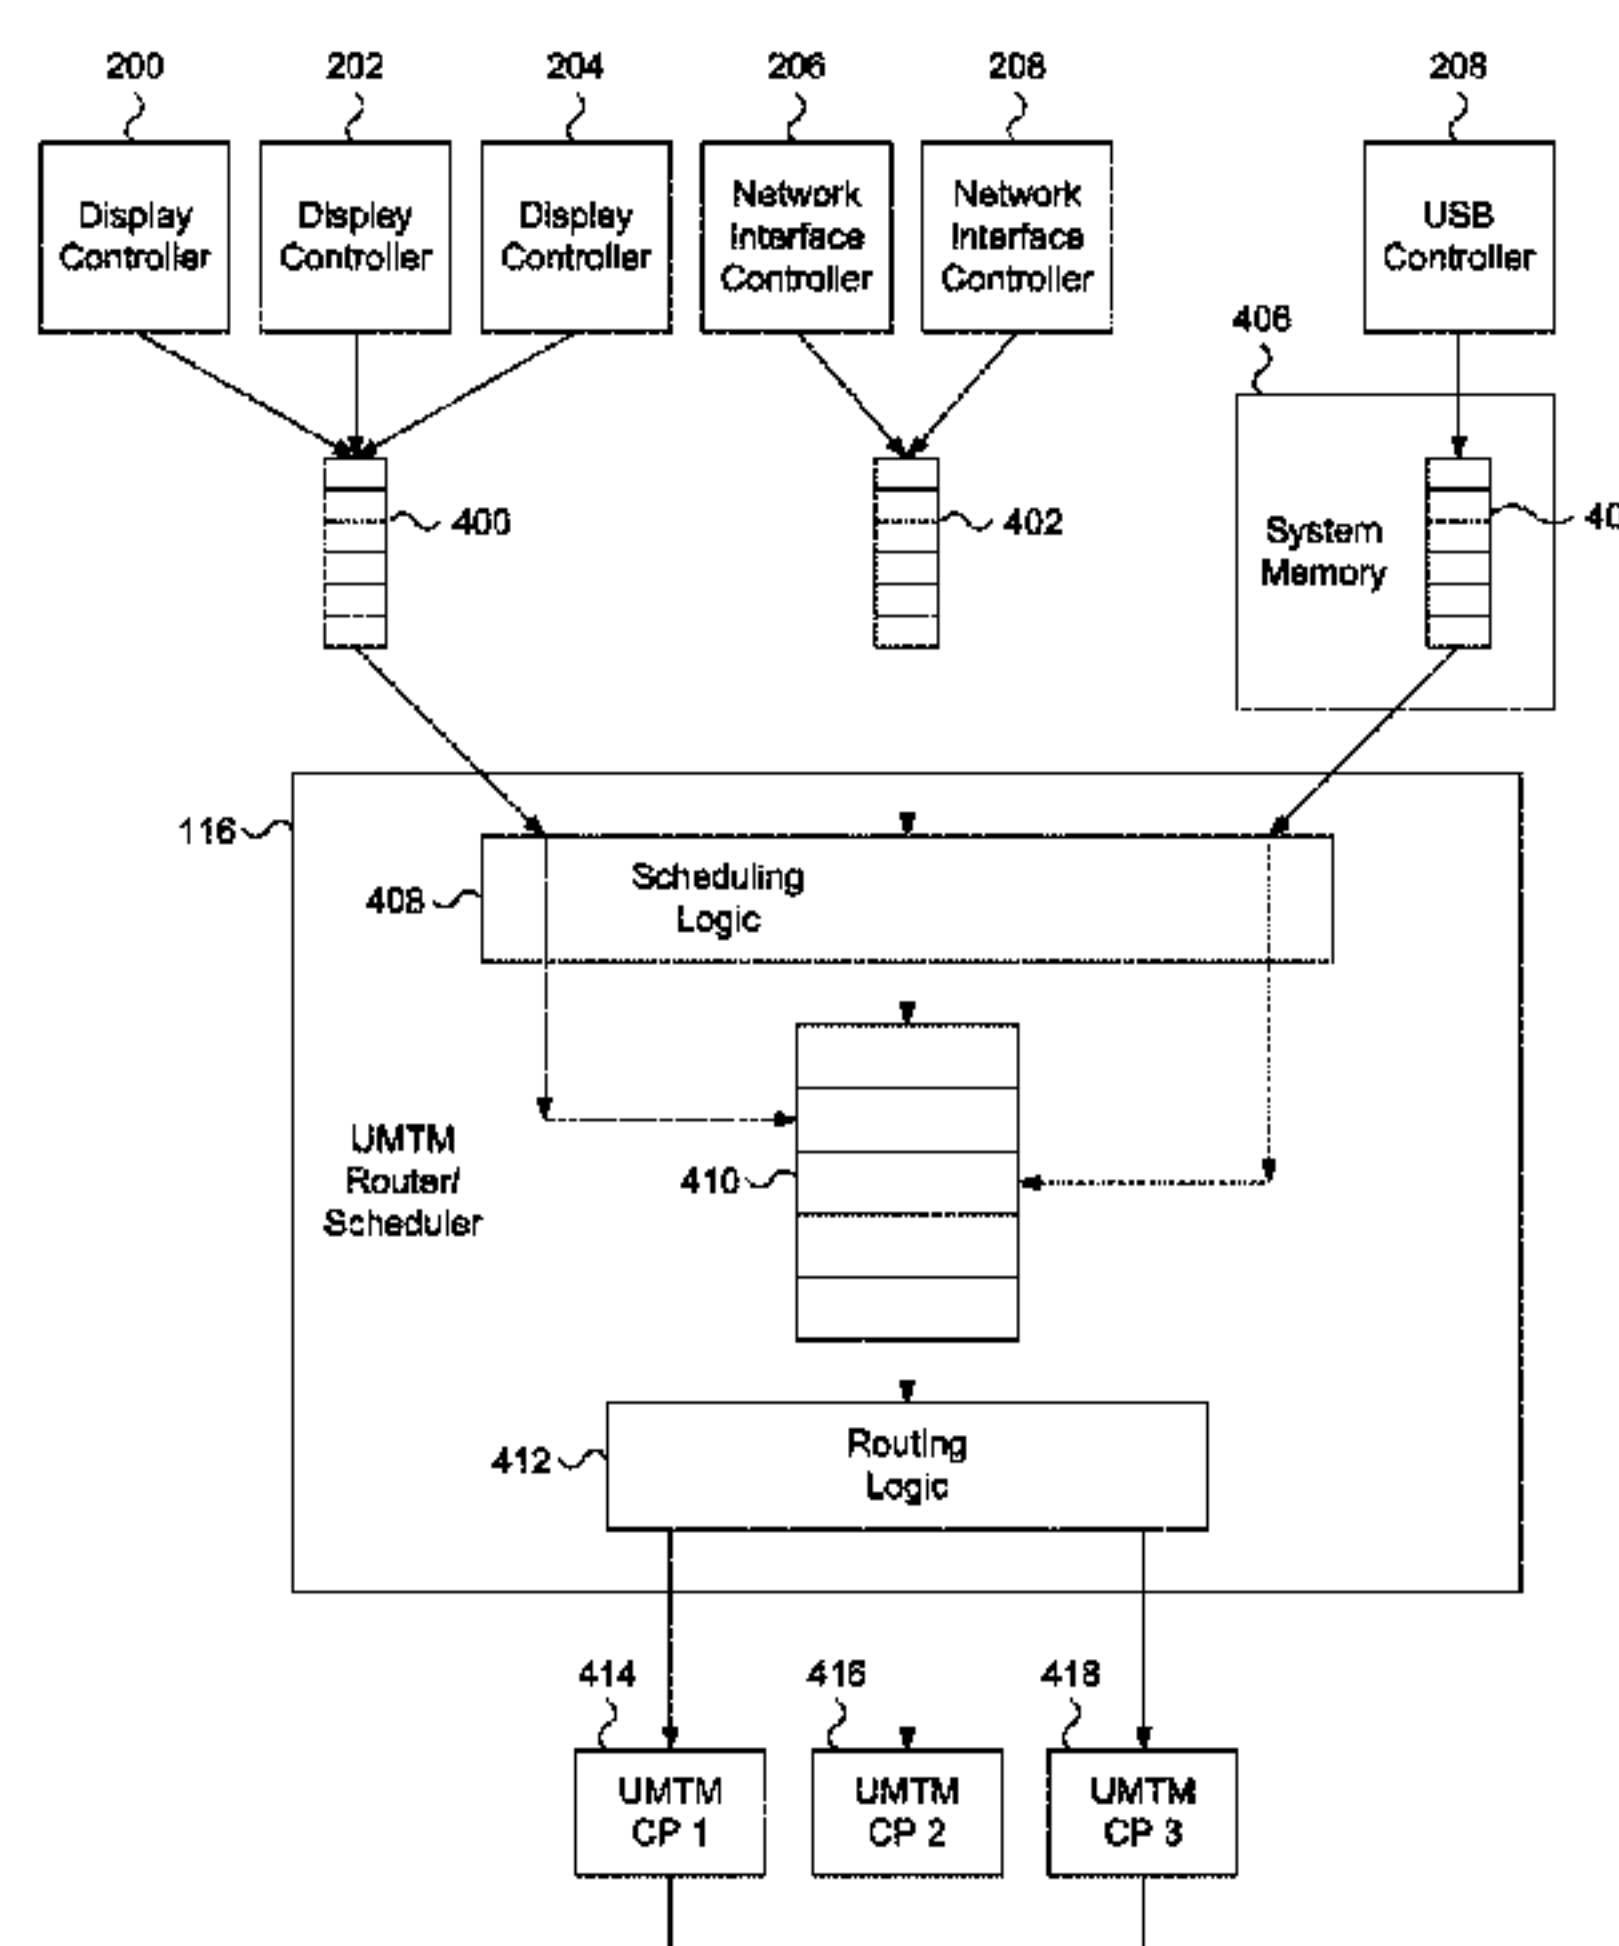 200
202
204
206
208
208
Display
Controller
Display
Controller
Display
Controller
Network
Interface
Controller
Network
Interface
Controller
USB
Controller
406
400
402
40
System
Memory
116
408
Scheduling
Logic
UMTM
Router/
Scheduler
410
412
Routing
Logic
414
416
418
UMTM
CP 1
UMTM
CP 2
UMTM
CP 3